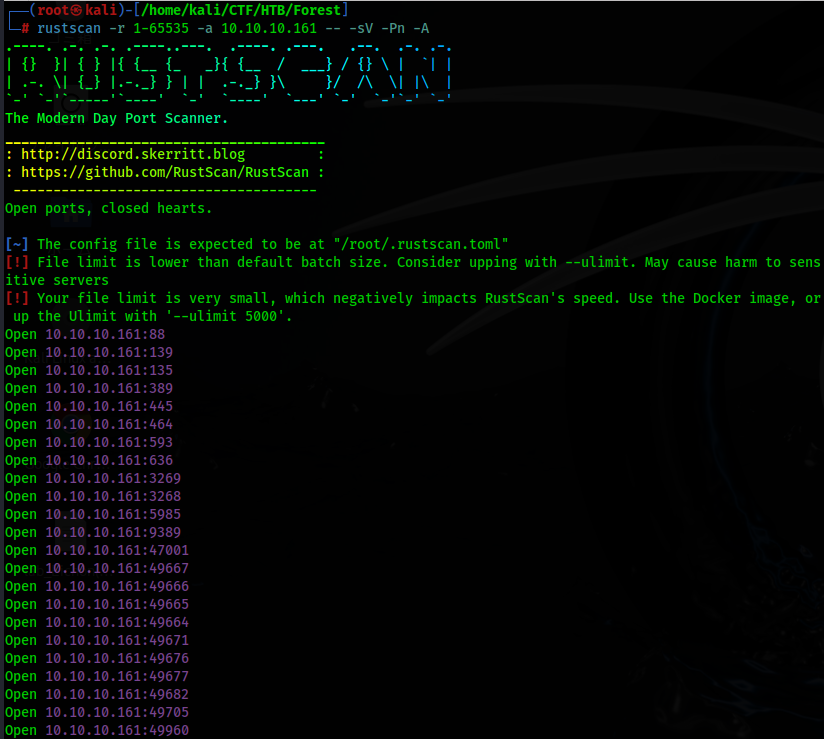 ┌──(root㉿kali)-[/home/kali/CTF/HTB/Forest]
└─# rustscan -r 1-65535 -a 10.10.10.161 -- -sV -Pn -A
.----. .-. .-. .----..---.  .----. .---.   .--.  .-. .-.
| {}  }| { } |{ {__ {_   _}{ {__  /  ___} / {} \ |  `| |
| .-. \| {_} |.-._} } | |  .-._} }\     }/  /\  \| |\  |
`-' `-'`-----'`----'  `-'  `----'  `---' `-'  `-'`-' `-'
The Modern Day Port Scanner.
________________________________________
: http://discord.skerritt.blog         :
: https://github.com/RustScan/RustScan :
 --------------------------------------
Open ports, closed hearts.
[~] The config file is expected to be at "/root/.rustscan.toml"
[!] File limit is lower than default batch size. Consider upping with --ulimit. May cause harm to sens
itive servers
[!] Your file limit is very small, which negatively impacts RustScan's speed. Use the Docker image, or
 up the Ulimit with '--ulimit 5000'.
Open 10.10.10.161:88
Open 10.10.10.161:139
Open 10.10.10.161:135
Open 10.10.10.161:389
Open 10.10.10.161:445
Open 10.10.10.161:464
Open 10.10.10.161:593
Open 10.10.10.161:636
Open 10.10.10.161:3269
Open 10.10.10.161:3268
Open 10.10.10.161:5985
Open 10.10.10.161:9389
Open 10.10.10.161:47001
Open 10.10.10.161:49667
Open 10.10.10.161:49666
Open 10.10.10.161:49665
Open 10.10.10.161:49664
Open 10.10.10.161:49671
Open 10.10.10.161:49676
Open 10.10.10.161:49677
Open 10.10.10.161:49682
Open 10.10.10.161:49705
Open 10.10.10.161:49960